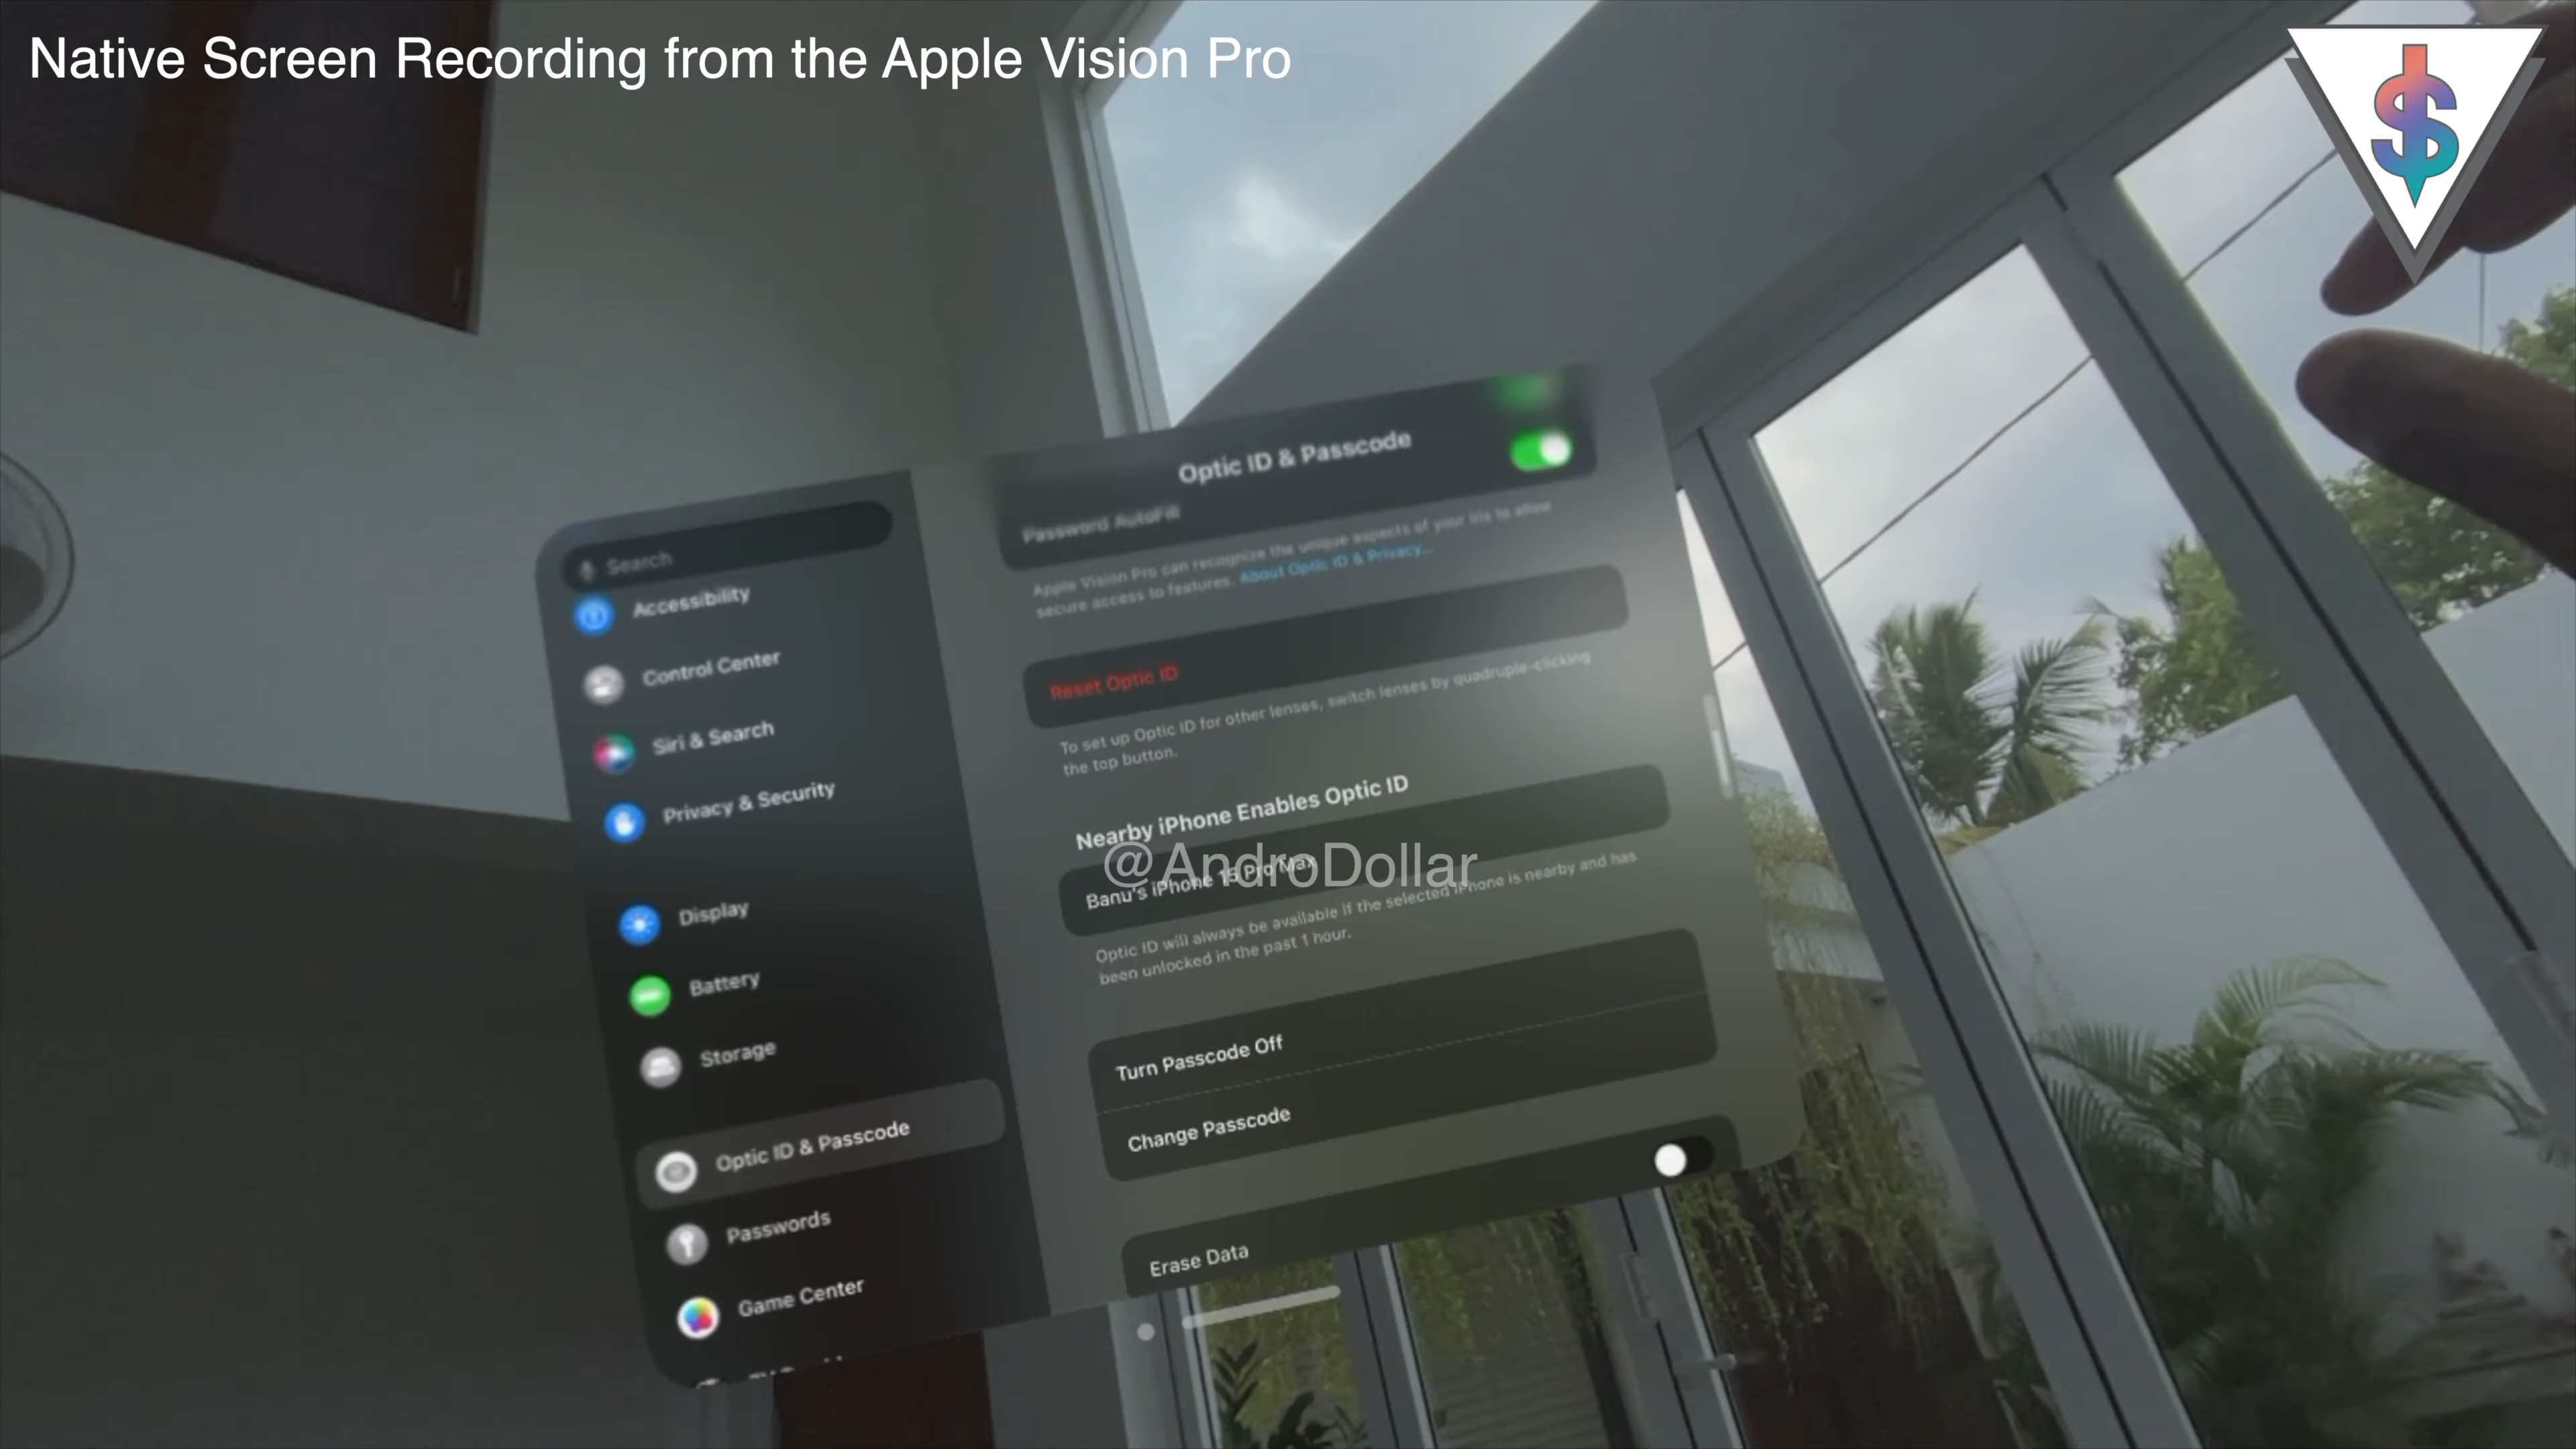 Native Screen Recording from the Apple Vision Pro
$
Search
Accessibility
Control Center
Siri & Search
Privacy & Security
Display
Battery
Storage
Optic ID & Passcode
Passwords
Game Center
Optic ID & Passcode
Password AutoFill
Apple Vision Pro can recognize the unique aspects of your iris to allow
secure access to features. About Optic ID & Privacy...
Reset Optic ID
To set up Optic ID for other lenses, switch lenses by quadruple-clicking
the top button.
Nearby iPhone Enables Optic ID
Banu's iPhone 15 Pro Max
@AndroDollar
Optic ID will always be available if the selected iPhone is nearby and has
been unlocked in the past 1 hour.
Turn Passcode Off
Change Passcode
Erase Data